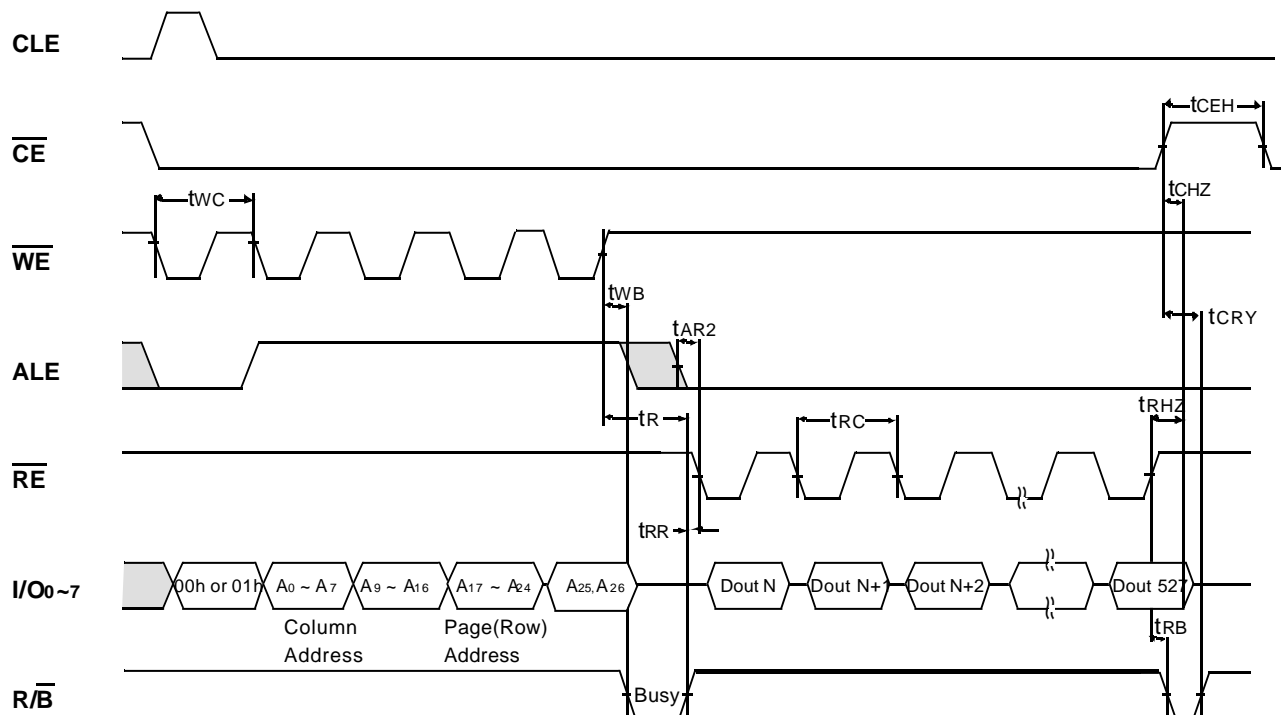 CLE
tCEH
CE
tWC
tCHZ
WE
tWB
tAR2
tCRY
ALE
tR
tRC
tRHZ
RE
tRR
I/O0~7
00h or 01h
A0 ~ A7
A9 ~ A16
A17 ~ A24
A25, A26
Dout N
Dout N+1
Dout N+2
Dout 527
Column
Address
Page(Row)
Address
tRB
R/B
Busy